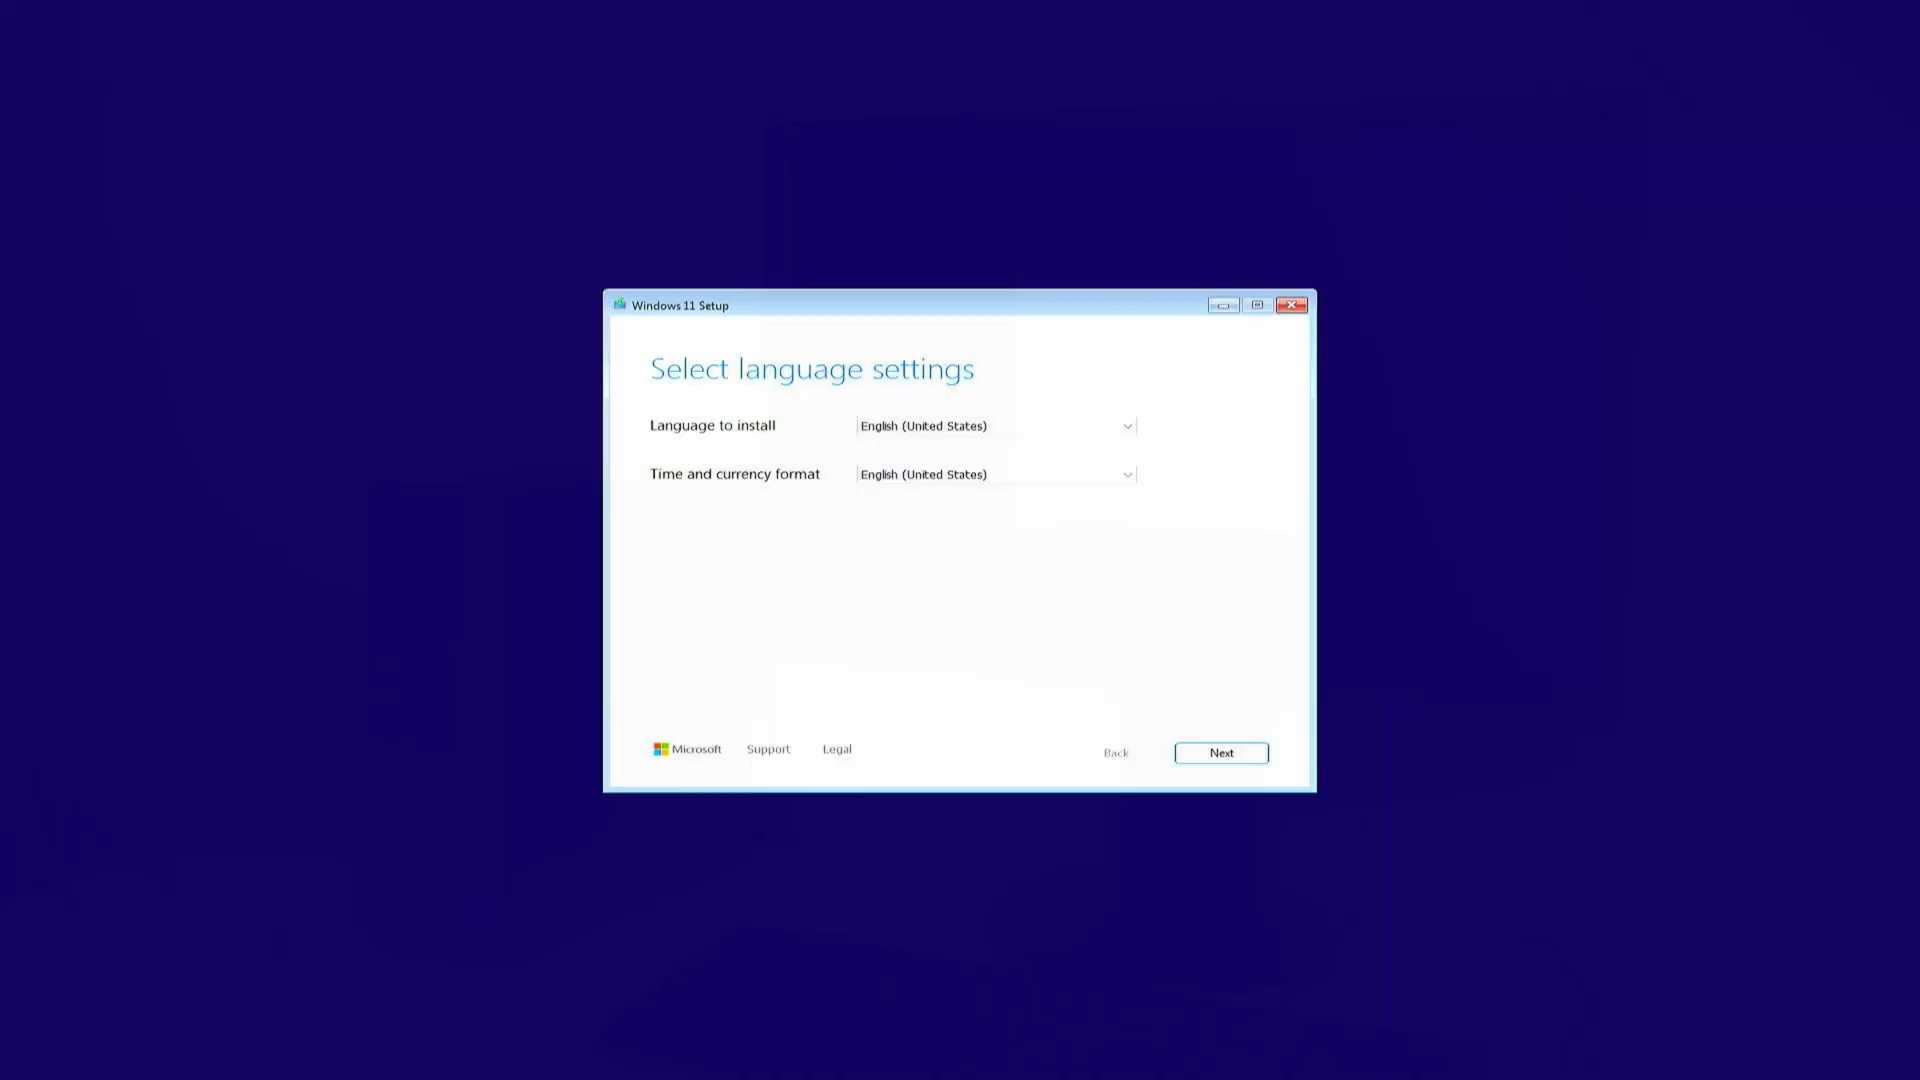 Windows 11 Setup
Select language settings
Language to install English (United States)
Time and currency format English (United States)
Microsoft Support Legal Back Next